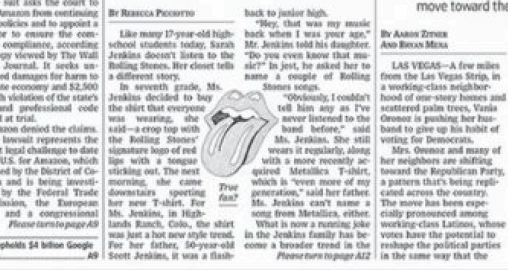 suit asks the court to
Amazon from continuing
policies and to appoint a
or to ensure the com-
compliance, according
opy viewed by The Wall
Journal. It seeks un-
ed damages for harm to
ne economy and $2,500
h violation of the state's
and professional code
at trial.
azon denied the claims.
lawsuit represents the
t legal challenge to date
U.S. for Amazon, which
ed by the District of Co-
a and is being investi-
by the Federal Trade
ission, the European
and a congressional
Please turn to page A9
upholds $4 billion Google
A9
BY REBECCA PICCIOTTO
Like many 17-year-old high-
school students today, Sarah
Jenkins doesn't listen to the
Rolling Stones. Her closet tells
a different story.
In seventh grade, Ms.
Jenkins decided to buy
the shirt that everyone
was wearing, she
said—a crop top with
the Rolling Stones'
signature logo of red
lips with a tongue
sticking out. The next
morning, she came
downstairs sporting
her new T-shirt. For
Ms. Jenkins, in High-
lands Ranch, Colo., the shirt
was just a hot new style trend.
For her father, 50-year-old
Scott Jenkins, it was a flash-
True
fan?
back to junior high.
"Hey, that was my music
back when I was your age,"
Mr. Jenkins told his daughter.
"Do you even know that mu-
sic?" In jest, he asked her to
name a couple of Rolling
Stones songs.
"Obviously, I couldn't
tell him any as I've
never listened to the
band before," said
Ms. Jenkins. She still
wears it regularly, along
with a more recently ac-
quired Metallica T-shirt,
which is "even more of my
generation," said her father.
Ms. Jenkins can't name a
song from Metallica, either.
What is now a running joke
in the Jenkins family has be-
come a broader trend in the
Please turn to page A12
move toward the
BY AARON ZITNER
AND BRYAN MENA
LAS VEGAS—A few miles
from the Las Vegas Strip, in
a working-class neighbor-
hood of one-story homes and
scattered palm trees, Vania
Oronoz is pushing her hus-
band to give up his habit of
voting for Democrats.
Mrs. Oronoz and many of
her neighbors are shifting
toward the Republican Party,
a pattern that's being repli-
cated across the country.
The move has been espe-
cially pronounced among
working-class Latinos, whose
votes have the potential to
reshape the political parties
in the same way that the